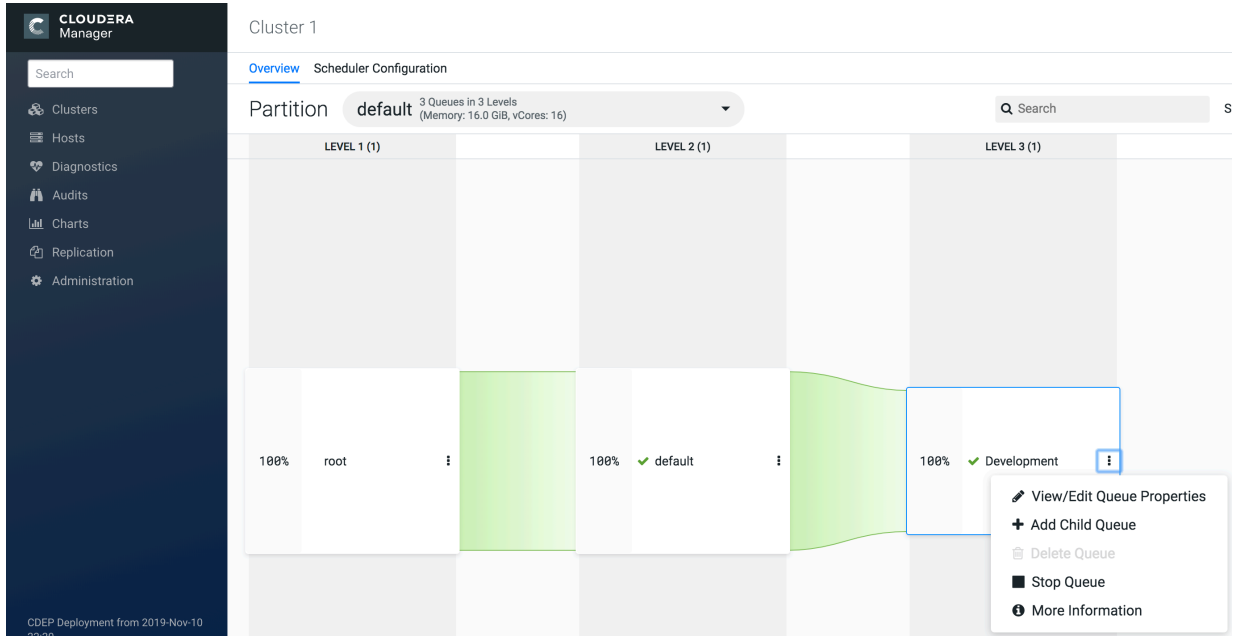 CLOUDERA
Manager
Search
Clusters
Hosts
Diagnostics
Audits
Charts
Replication
Administration
CDEP Deployment from 2019-Nov-10
Cluster 1
Overview Scheduler Configuration
Partition default 3 Queues in 3 Levels
(Memory: 16.0 GiB, vCores: 16)
Search
S
LEVEL 1 (1) LEVEL 2 (1) LEVEL 3 (1)
100% root 100% default 100% Development
View/Edit Queue Properties
Add Child Queue
Delete Queue
Stop Queue
More Information